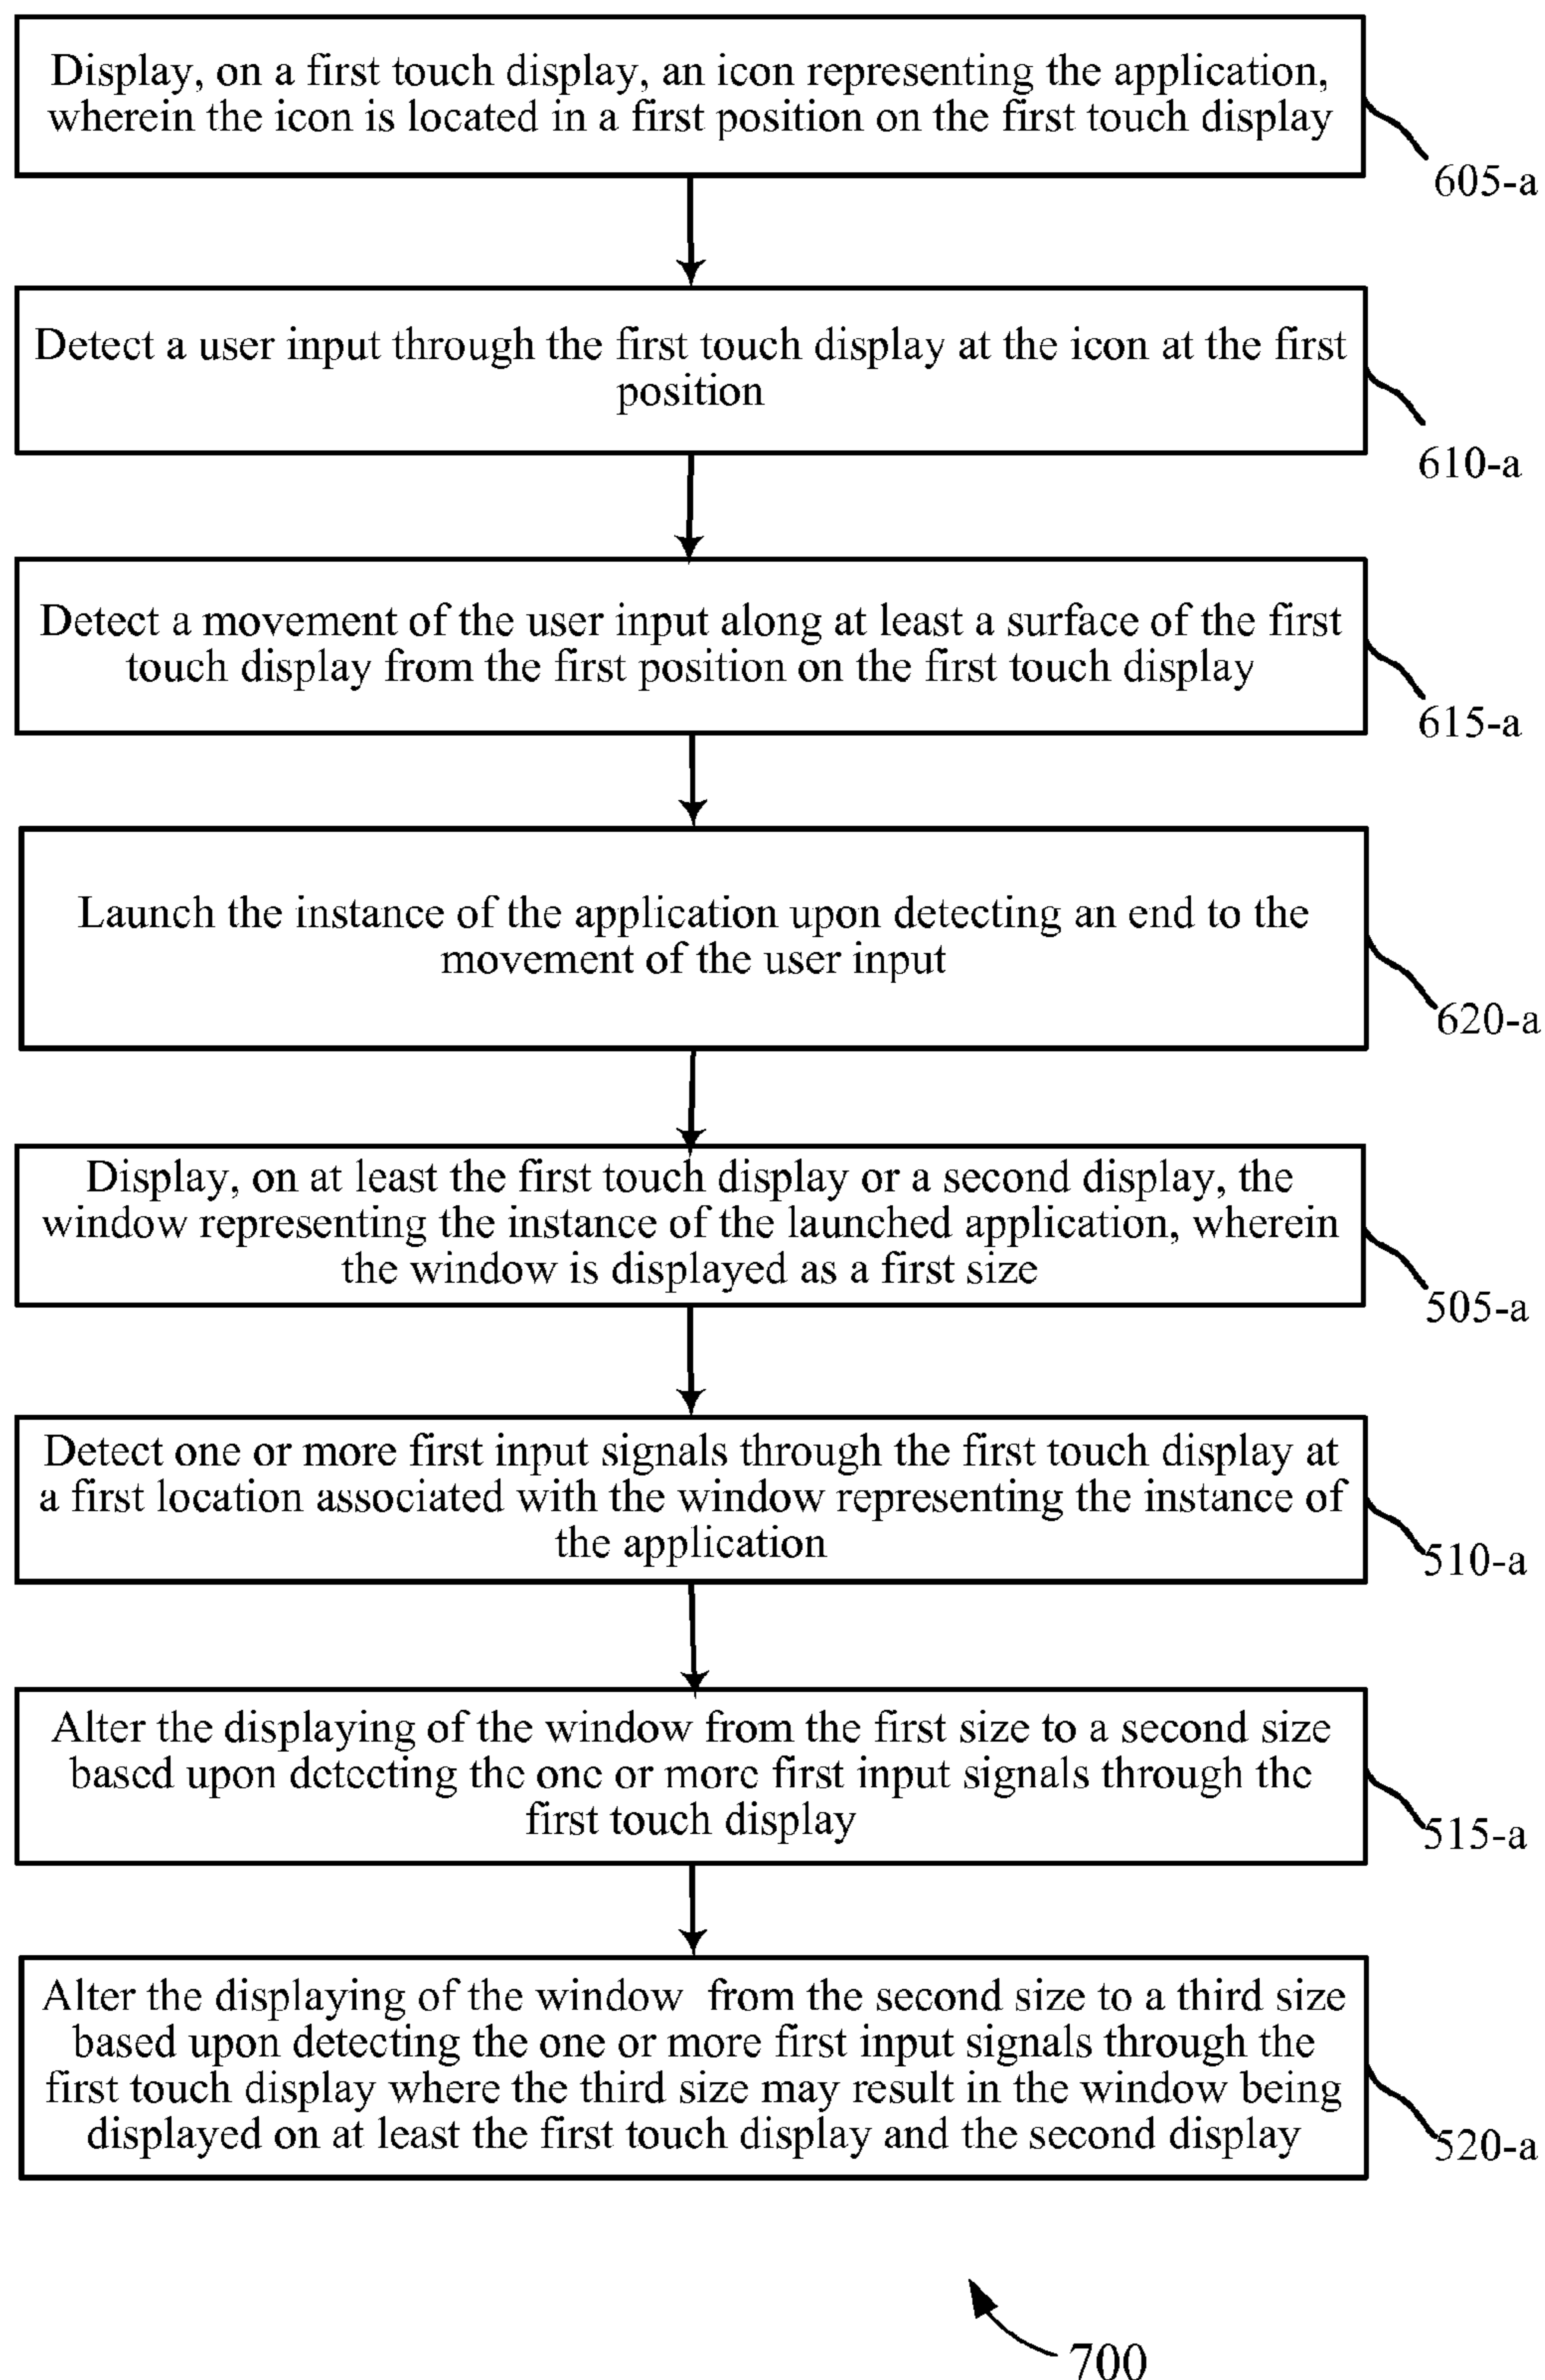 Display, on a first touch display, an icon representing the application,
wherein the icon is located in a first position on the first touch display
605-a
Detect a user input through the first touch display at the icon at the first
position
610-a
Detect a movement of the user input along at least a surface of the first
touch display from the first position on the first touch display
615-a
Launch the instance of the application upon detecting an end to the
movement of the user input
620-a
Display, on at least the first touch display or a second display, the
window representing the instance of the launched application, wherein
the window is displayed as a first size
505-a
Detect one or more first input signals through the first touch display at
a first location associated with the window representing the instance of
the application
510-a
Alter the displaying of the window from the first size to a second size
based upon detecting the one or more first input signals through the
first touch display
515-a
Alter the displaying of the window from the second size to a third size
based upon detecting the one or more first input signals through the
first touch display where the third size may result in the window being
displayed on at least the first touch display and the second display
520-a
700